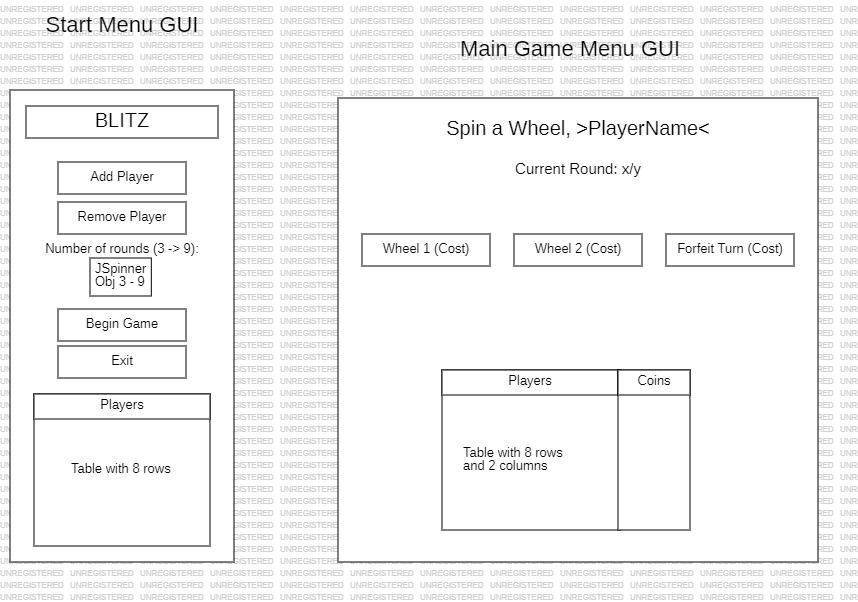 Start Menu GUI
BLITZ
Add Player
Remove Player
Number of rounds (3 -> 9):
JSpinner
Obj 3 - 9
Begin Game
Exit
Players
Table with 8 rows
Main Game Menu GUI
Spin a Wheel, >PlayerName<
Current Round: x/y
Wheel 1 (Cost) Wheel 2 (Cost) Forfeit Turn (Cost)
Players Coins
Table with 8 rows
and 2 columns
UNREGISTERED